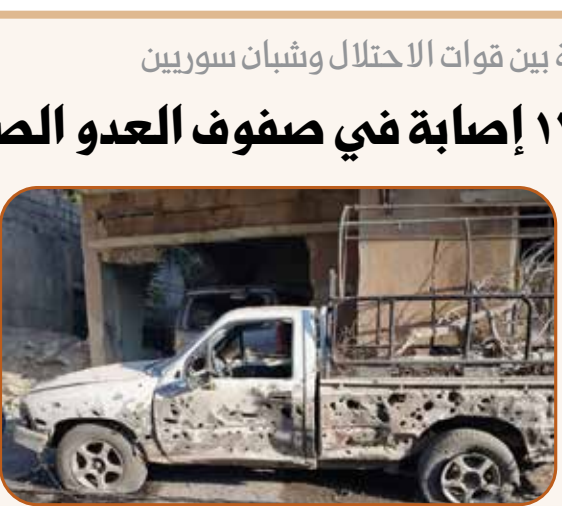 بين قوات الاحتلال وشبان سوريين
إصابة في صفوف العدو